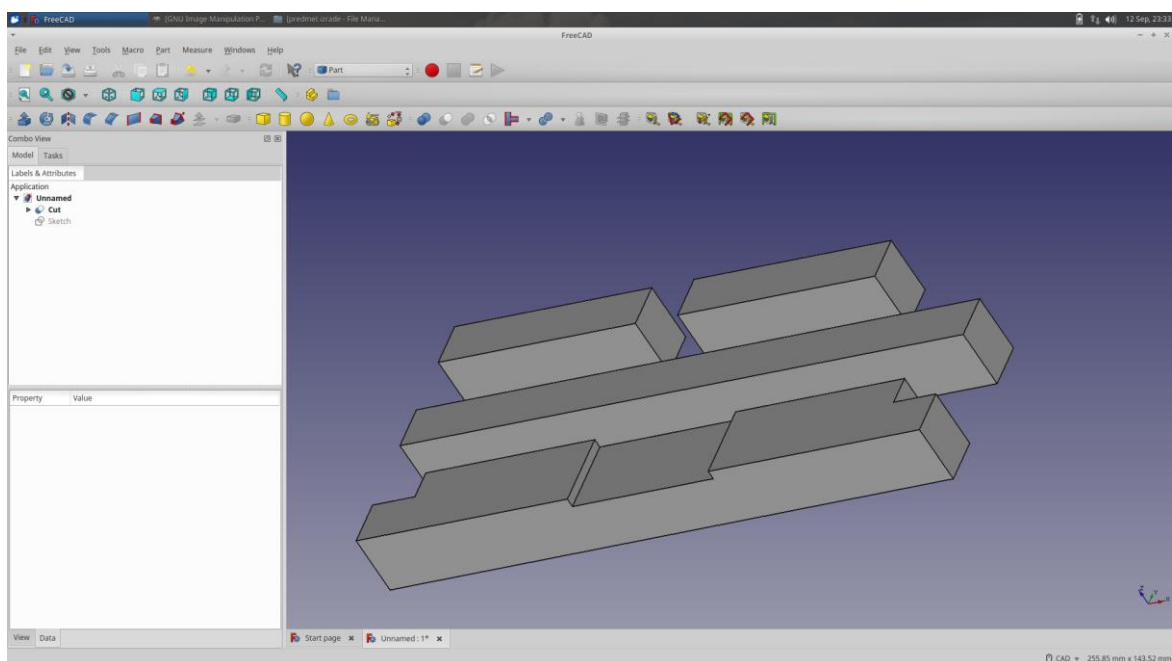 FreeCAD
[GNU Image Manipulation P...
[predmet izrade - File Mana...
12 Sep, 23:33
FreeCAD
File Edit View Tools Macro Part Measure Windows Help
Part
Combo View
Model Tasks
Labels & Attributes
Application
Unnamed
Cut
Sketch
Property Value
View Data
Start page
Unnamed : 1*
CAD 255.85 mm x 143.52 mm